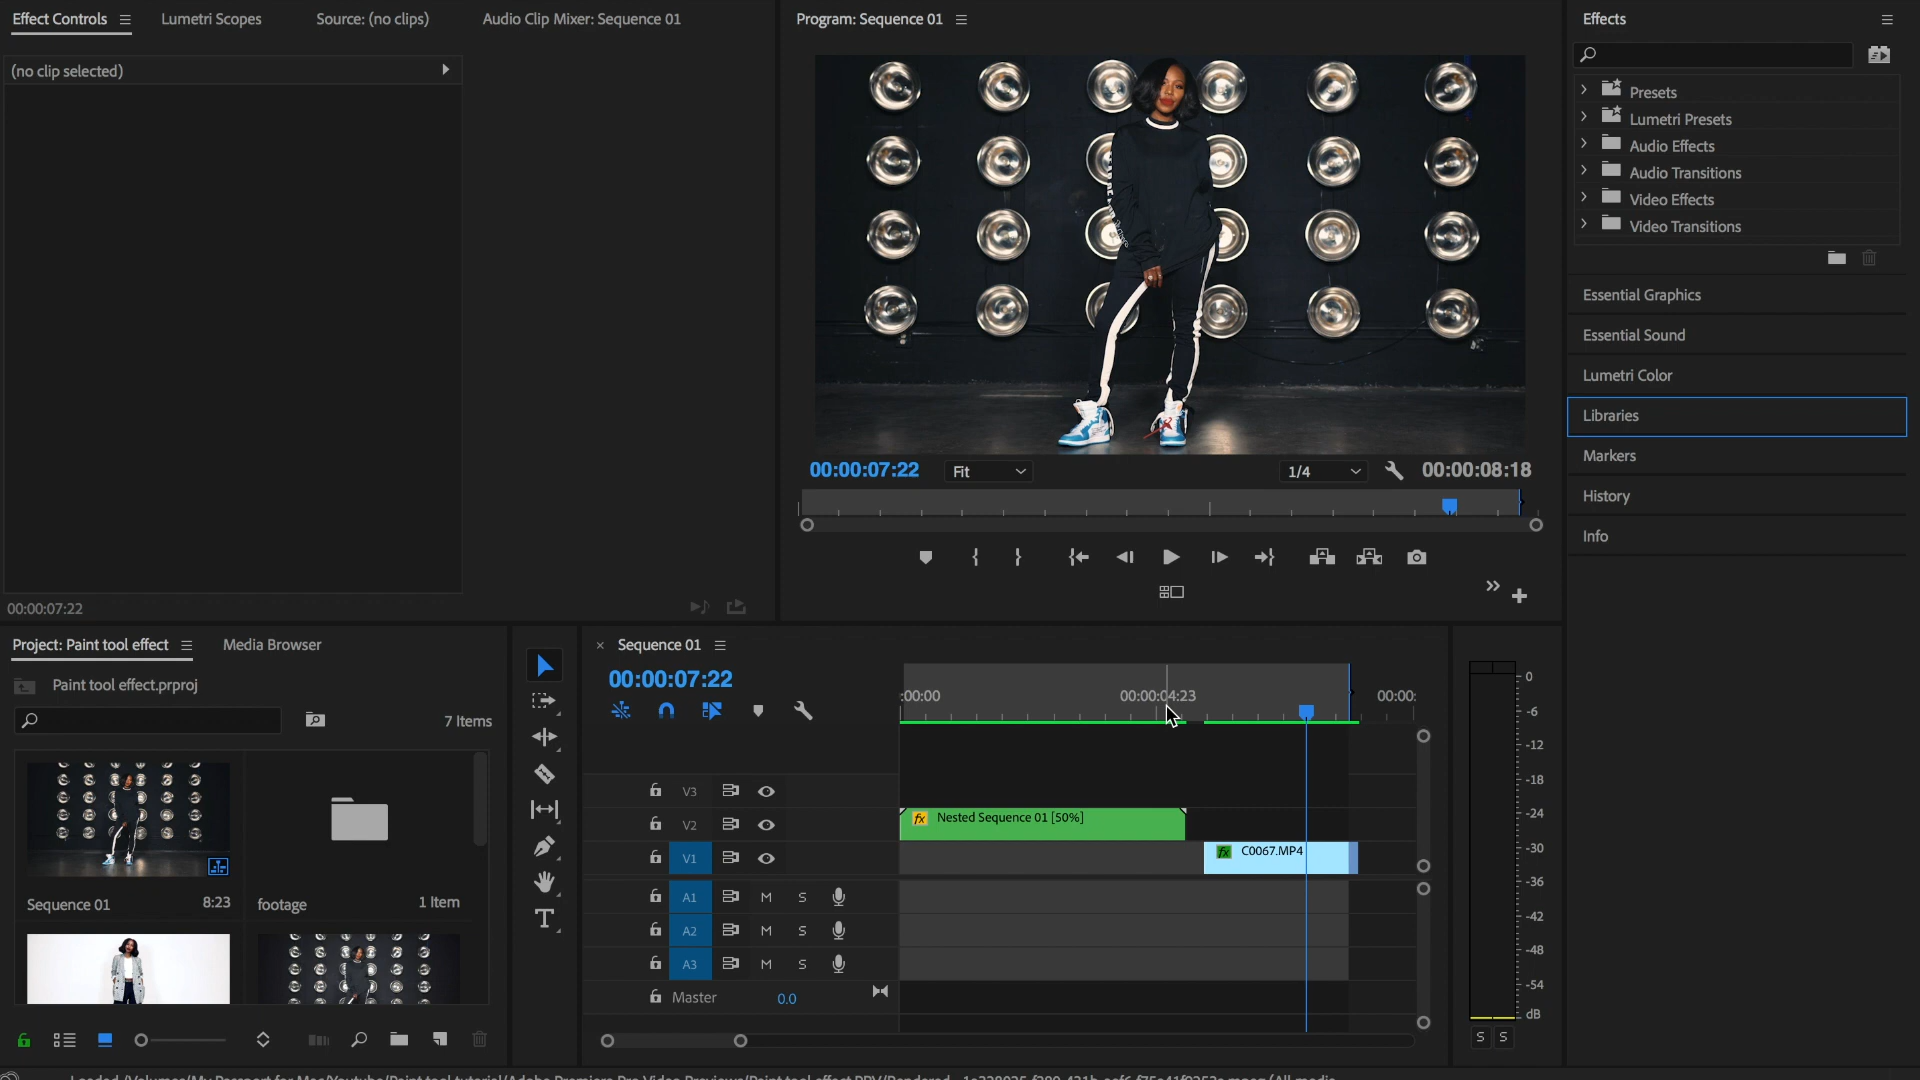 Effect Controls
Lumetri Scopes
Source: (no clips)
Audio Clip Mixer: Sequence 01
(no clip selected)
00:00:07:22
Program: Sequence 01
00:00:07:22
Fit
1/4
00:00:08:18
Effects
Presets
Lumetri Presets
Audio Effects
Audio Transitions
Video Effects
Video Transitions
Essential Graphics
Essential Sound
Lumetri Color
Libraries
Markers
History
Info
Project: Paint tool effect
Media Browser
Paint tool effect.prproj
7 Items
Sequence 01
8:23
footage
1 Item
× Sequence 01
00:00:07:22
:00:00
00:00:04:23
00:00:
V3
V2
Nested Sequence 01 [50%]
fx
V1
fx
C0067.MP4
A1 M S
A2 M S
A3 M S
Master
0.0
0
-6
-12
-18
-24
-30
-36
-42
-48
-54
dB
S S